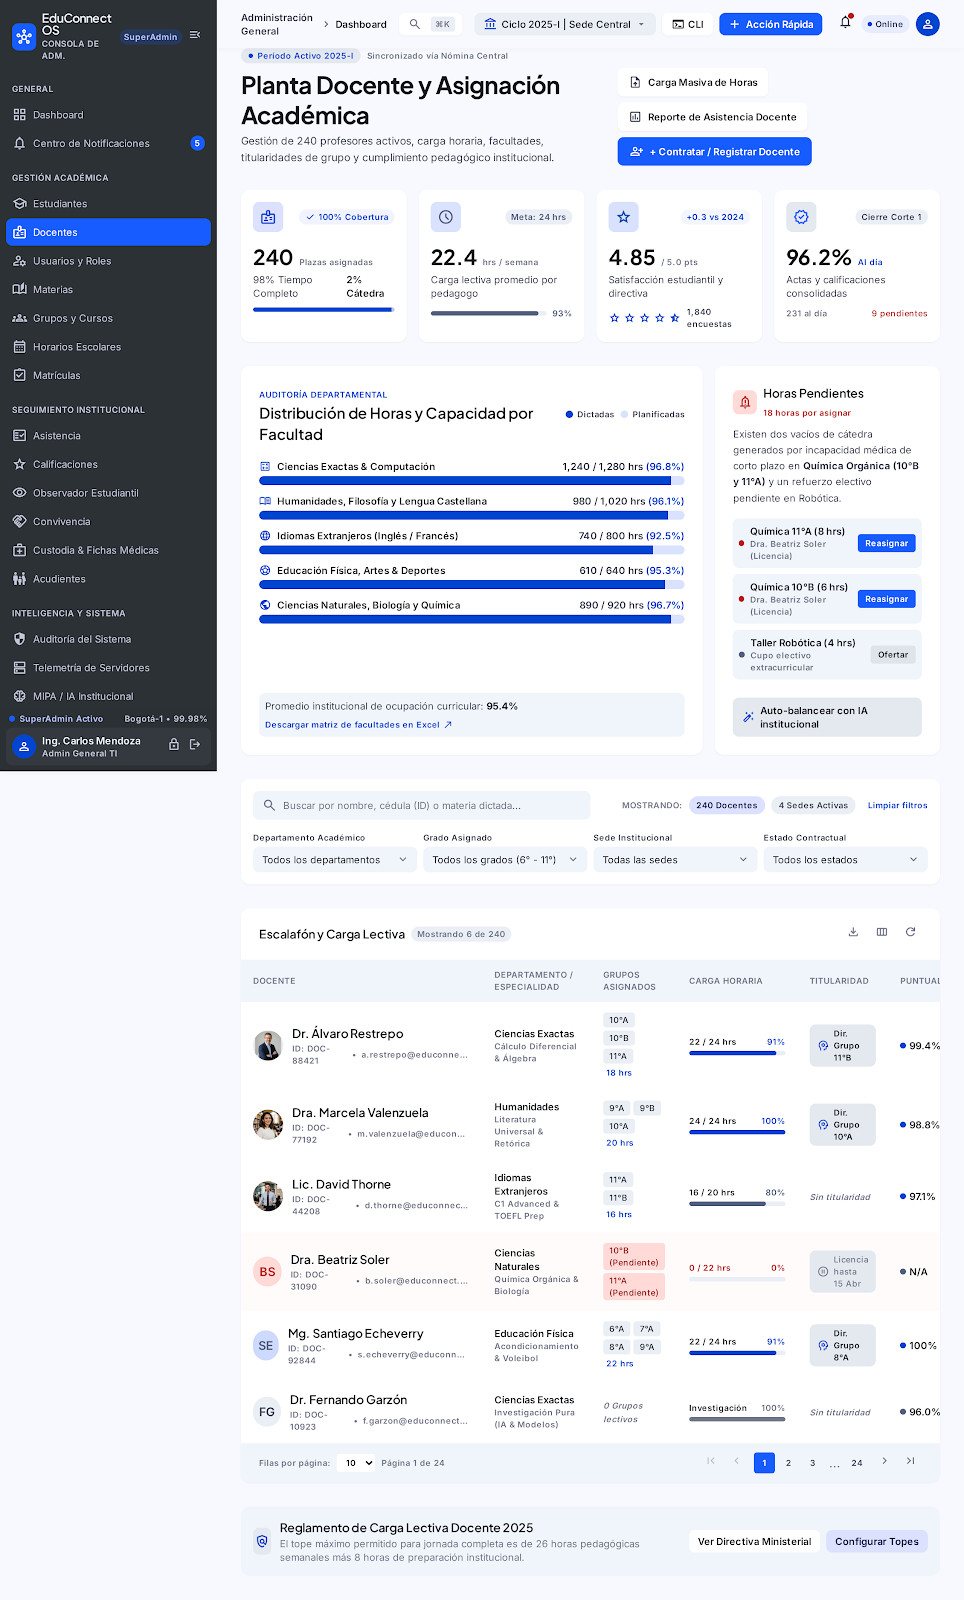 EduConnect OS
CONSOLA DE ADM.
SuperAdmin
GENERAL
Dashboard
Centro de Notificaciones
5
GESTIÓN ACADÉMICA
Estudiantes
Docentes
Usuarios y Roles
Materias
Grupos y Cursos
Horarios Escolares
Matrículas
SEGUIMIENTO INSTITUCIONAL
Asistencia
Calificaciones
Observador Estudiantil
Convivencia
Custodia & Fichas Médicas
Acudientes
INTELIGENCIA Y SISTEMA
Auditoría del Sistema
Telemetría de Servidores
MIPA / IA Institucional
SuperAdmin Activo
Bogotá-1 • 99.98%
Ing. Carlos Mendoza
Admin General TI
Administración General
Dashboard
⌘K
Ciclo 2025-I | Sede Central
CLI
Acción Rápida
Online
Periodo Activo 2025-I
Sincronizado vía Nómina Central
Planta Docente y Asignación
Académica
Gestión de 240 profesores activos, carga horaria, facultades,
titularidades de grupo y cumplimiento pedagógico institucional.
Carga Masiva de Horas
Reporte de Asistencia Docente
+ Contratar / Registrar Docente
100% Cobertura
240 Plazas asignadas
98% Tiempo Completo
2% Cátedra
Meta: 24 hrs
22.4 hrs / semana
Carga lectiva promedio por
pedagogo
93%
+0.3 vs 2024
4.85 / 5.0 pts
Satisfacción estudiantil y
directiva
1,840 encuestas
Cierre Corte 1
96.2% Al día
Actas y calificaciones
consolidadas
231 al día
9 pendientes
AUDITORÍA DEPARTAMENTAL
Distribución de Horas y Capacidad por
Facultad
Dictadas
Planificadas
Ciencias Exactas & Computación
1,240 / 1,280 hrs (96.8%)
Humanidades, Filosofía y Lengua Castellana
980 / 1,020 hrs (96.1%)
Idiomas Extranjeros (Inglés / Francés)
740 / 800 hrs (92.5%)
Educación Física, Artes & Deportes
610 / 640 hrs (95.3%)
Ciencias Naturales, Biología y Química
890 / 920 hrs (96.7%)
Promedio institucional de ocupación curricular: 95.4%
Descargar matriz de facultades en Excel
Horas Pendientes
18 horas por asignar
Existen dos vacíos de cátedra
generados por incapacidad médica de
corto plazo en Química Orgánica (10°B
y 11°A) y un refuerzo electivo
pendiente en Robótica.
Química 11°A (8 hrs)
Dra. Beatriz Soler
(Licencia)
Reasignar
Química 10°B (6 hrs)
Dra. Beatriz Soler
(Licencia)
Reasignar
Taller Robótica (4 hrs)
Cupo electivo
extracurricular
Ofertar
Auto-balancear con IA
institucional
Buscar por nombre, cédula (ID) o materia dictada...
MOSTRANDO:
240 Docentes
4 Sedes Activas
Limpiar filtros
Departamento Académico
Grado Asignado
Sede Institucional
Estado Contractual
Todos los departamentos
Todos los grados (6° - 11°)
Todas las sedes
Todos los estados
Escalafón y Carga Lectiva
Mostrando 6 de 240
DOCENTE
DEPARTAMENTO / ESPECIALIDAD
GRUPOS ASIGNADOS
CARGA HORARIA
TITULARIDAD
PUNTUAL
Dr. Álvaro Restrepo
ID: DOC-88421
• a.restrepo@educonne...
Ciencias Exactas
Cálculo Diferencial
& Álgebra
10°A
10°B
11°A
18 hrs
22 / 24 hrs
91%
Dir. Grupo 11°B
99.4%
Dra. Marcela Valenzuela
ID: DOC-77192
• m.valenzuela@educon...
Humanidades
Literatura
Universal &
Retórica
9°A
9°B
10°A
20 hrs
24 / 24 hrs
100%
Dir. Grupo 10°A
98.8%
Lic. David Thorne
ID: DOC-44208
• d.thorne@educonnec...
Idiomas Extranjeros
C1 Advanced &
TOEFL Prep
11°A
11°B
16 hrs
16 / 20 hrs
80%
Sin titularidad
97.1%
BS
Dra. Beatriz Soler
ID: DOC-31090
• b.soler@educonnect....
Ciencias Naturales
Química Orgánica &
Biología
10°B (Pendiente)
11°A (Pendiente)
0 / 22 hrs
0%
Licencia hasta 15 Abr
N/A
SE
Mg. Santiago Echeverry
ID: DOC-92844
• s.echeverry@educonn...
Educación Física
Acondicionamiento
& Voleibol
6°A
7°A
8°A
9°A
22 hrs
22 / 24 hrs
91%
Dir. Grupo 8°A
100%
FG
Dr. Fernando Garzón
ID: DOC-10923
• f.garzon@educonnect...
Ciencias Exactas
Investigación Pura
(IA & Modelos)
0 Grupos lectivos
Investigación
100%
Sin titularidad
96.0%
Filas por página:
10
Página 1 de 24
1
2
3
...
24
Reglamento de Carga Lectiva Docente 2025
El tope máximo permitido para jornada completa es de 26 horas pedagógicas
semanales más 8 horas de preparación institucional.
Ver Directiva Ministerial
Configurar Topes